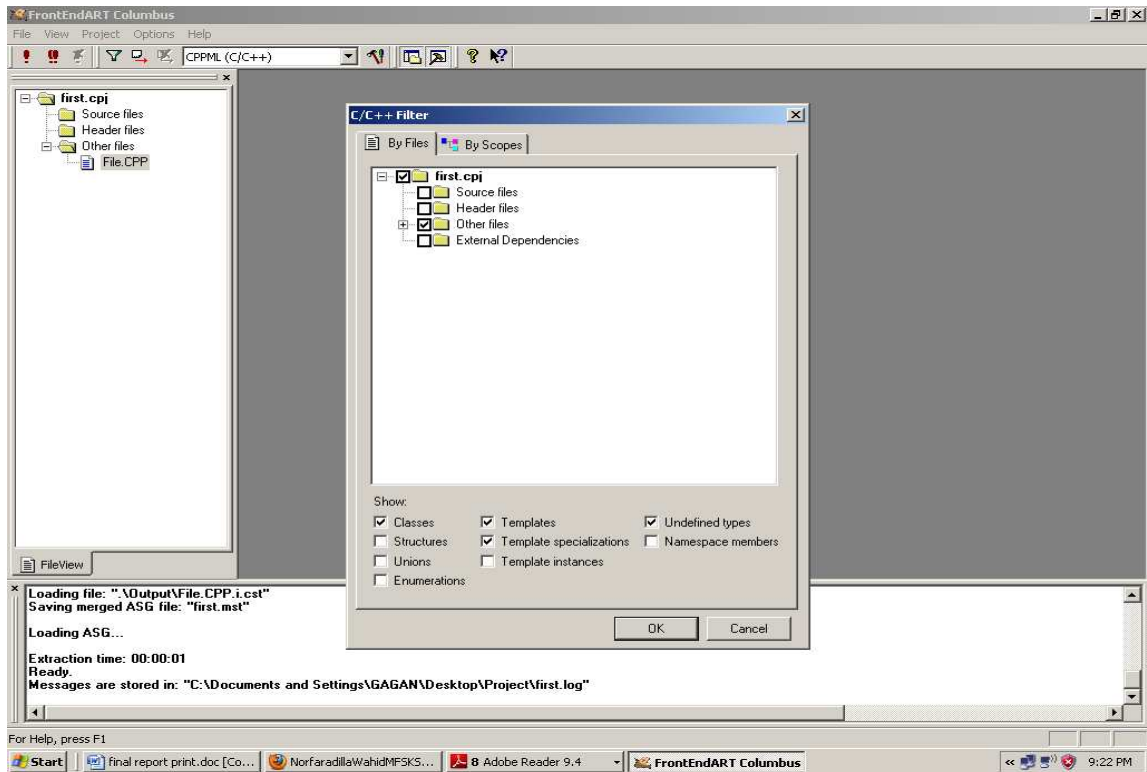 FrontEndART Columbus
File View Project Options Help
CPPML (C/C++)
first.cpj
Source files
Header files
Other files
File.CPP
FileView
C/C++ Filter
By Files
By Scopes
first.cpj
Source files
Header files
Other files
External Dependencies
Show:
Classes Templates Undefined types
Structures Template specializations Namespace members
Unions Template instances
Enumerations
OK Cancel
Loading file: ".\Output\File.CPP.i.cst"
Saving merged ASG file: "first.mst"
Loading ASG...
Extraction time: 00:00:01
Ready.
Messages are stored in: "C:\Documents and Settings\GAGAN\Desktop\Project\first.log"
For Help, press F1
Start final report print.doc [Co... NorfaradillaWahidMFSKS... 8 Adobe Reader 9.4 FrontEndART Columbus 9:22 PM